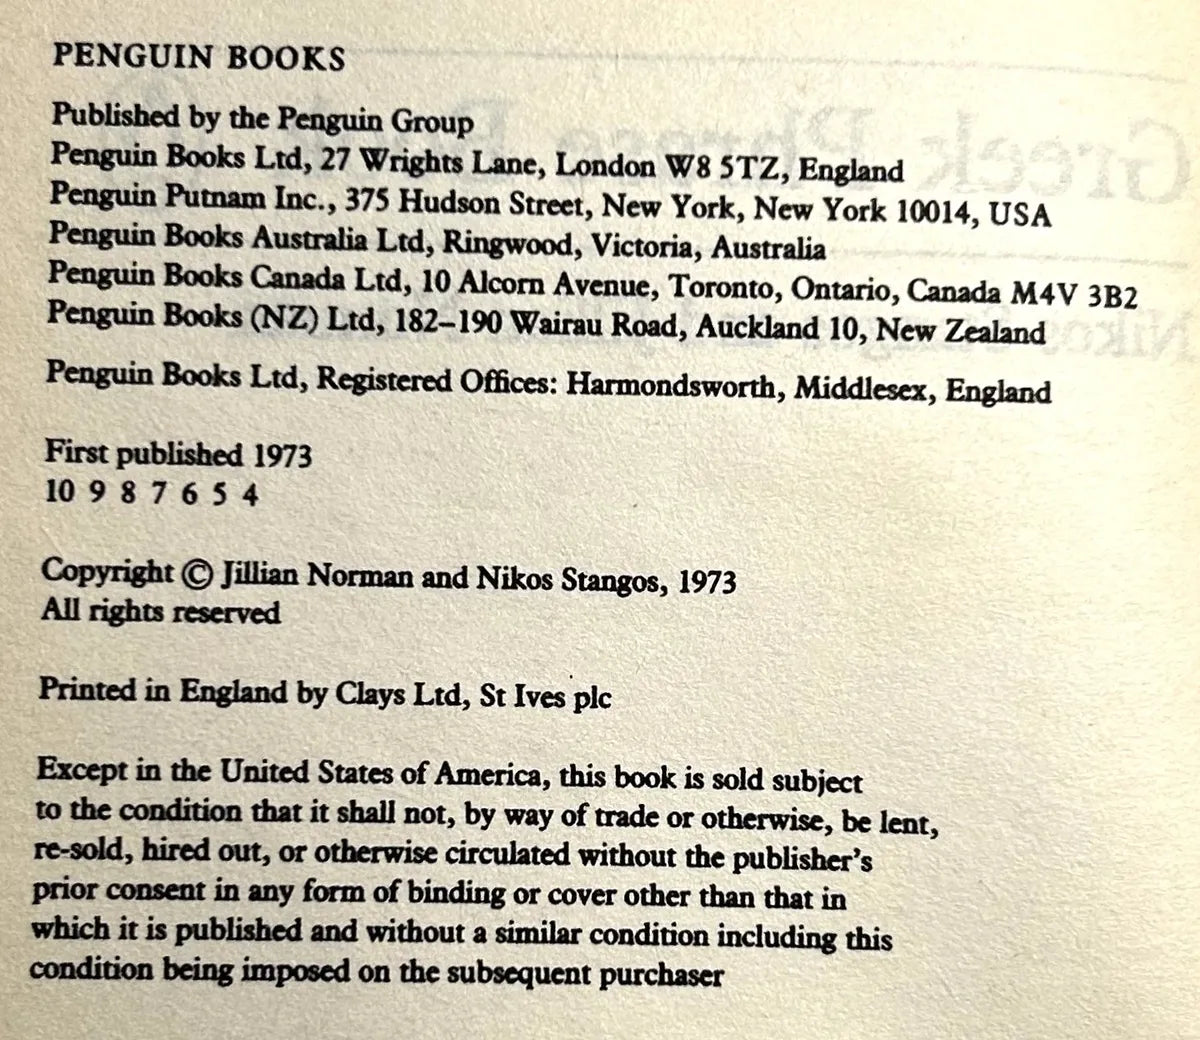 PENGUIN BOOKS
Published by the Penguin Group
Penguin Books Ltd, 27 Wrights Lane, London W8 5TZ, England
Penguin Putnam Inc., 375 Hudson Street, New York, New York 10014, USA
Penguin Books Australia Ltd, Ringwood, Victoria, Australia
Penguin Books Canada Ltd, 10 Alcorn Avenue, Toronto, Ontario, Canada M4V 3B2
Penguin Books (NZ) Ltd, 182–190 Wairau Road, Auckland 10, New Zealand
Penguin Books Ltd, Registered Offices: Harmondsworth, Middlesex, England
First published 1973
10 9 8 7 6 5 4
Copyright © Jillian Norman and Nikos Stangos, 1973
All rights reserved
Printed in England by Clays Ltd, St Ives plc
Except in the United States of America, this book is sold subject
to the condition that it shall not, by way of trade or otherwise, be lent,
re-sold, hired out, or otherwise circulated without the publisher's
prior consent in any form of binding or cover other than that in
which it is published and without a similar condition including this
condition being imposed on the subsequent purchaser